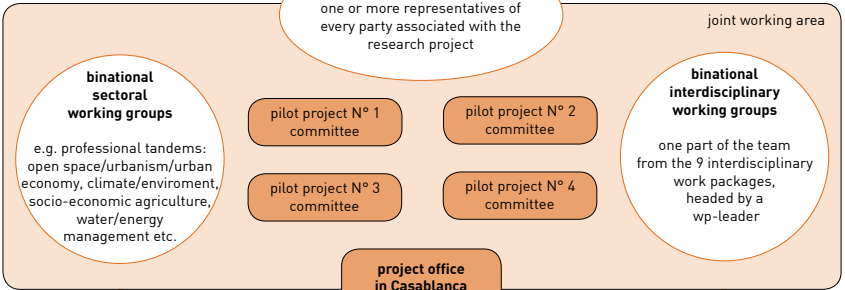 one or more representatives of
every party associated with the
research project
joint working area
binational
sectoral
working groups
e.g. professional tandems:
open space/urbanism/urban
economy, climate/enviroment,
socio-economic agriculture,
water/energy
management etc.
pilot project N° 1
committee
pilot project N° 2
committee
pilot project N° 3
committee
pilot project N° 4
committee
binational
interdisciplinary
working groups
one part of the team
from the 9 interdisciplinary
work packages,
headed by a
wp-leader
project office
in Casablanca